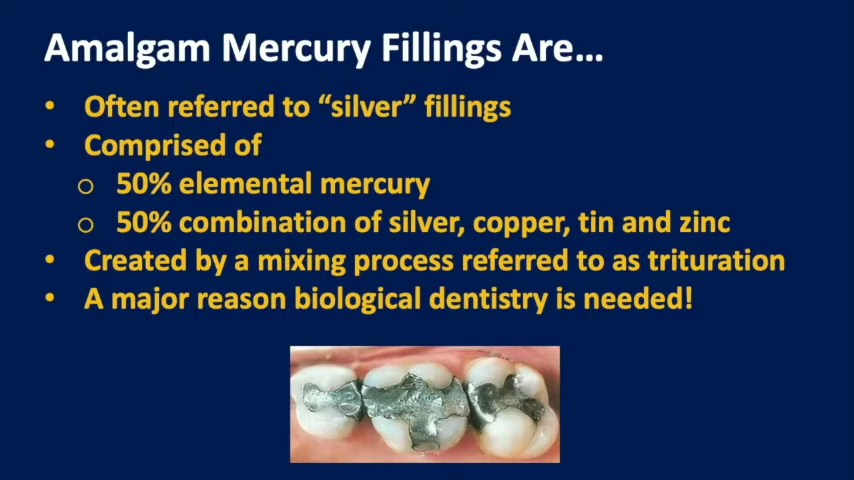 Amalgam Mercury Fillings Are...
• Often referred to “silver” fillings
• Comprised of
o 50% elemental mercury
o 50% combination of silver, copper, tin and zinc
• Created by a mixing process referred to as trituration
• A major reason biological dentistry is needed!